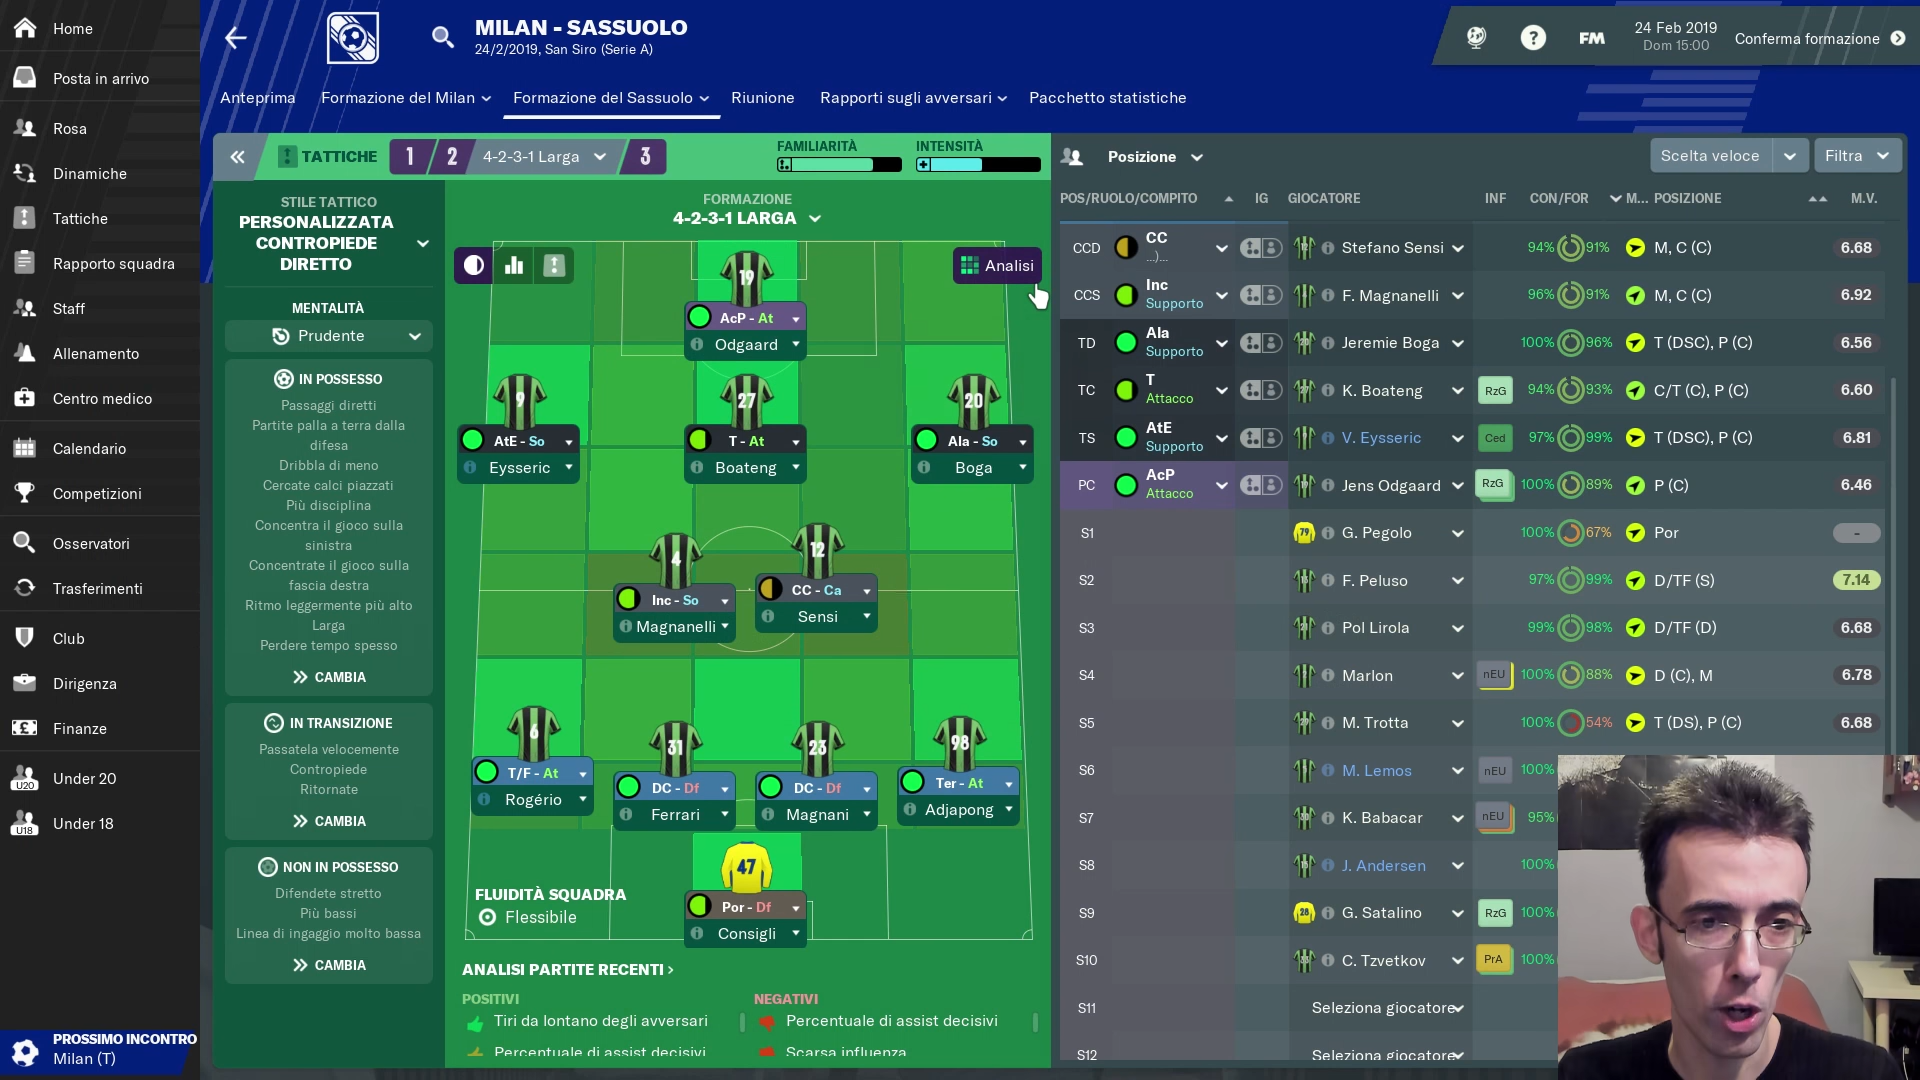 Home
Posta in arrivo
Rosa
Dinamiche
Tattiche
Rapporto squadra
Staff
Allenamento
Centro medico
Calendario
Competizioni
Osservatori
Trasferimenti
Club
Dirigenza
Finanze
U20
Under 20
U18
Under 18
PROSSIMO INCONTRO
Milan (T)
MILAN - SASSUOLO
24/2/2019, San Siro (Serie A)
FM
24 Feb 2019
Dom 15:00
Conferma formazione
Anteprima
Formazione del Milan
Formazione del Sassuolo
Riunione
Rapporti sugli avversari
Pacchetto statistiche
TATTICHE
1
2
4-2-3-1 Larga
3
FAMILIARITÀ
INTENSITÀ
STILE TATTICO
PERSONALIZZATA
CONTROPIEDE
DIRETTO
MENTALITÀ
Prudente
IN POSSESSO
Passaggi diretti
Partite palla a terra dalla
difesa
Dribbla di meno
Cercate calci piazzati
Più disciplina
Concentra il gioco sulla
sinistra
Concentrate il gioco sulla
fascia destra
Ritmo leggermente più alto
Larga
Perdere tempo spesso
CAMBIA
IN TRANSIZIONE
Passatela velocemente
Contropiede
Ritornate
CAMBIA
NON IN POSSESSO
Difendete stretto
Più bassi
Linea di ingaggio molto bassa
CAMBIA
FORMAZIONE
4-2-3-1 LARGA
Analisi
19
AcP - At
Odgaard
9
AtE - So
Eysseric
27
T - At
Boateng
20
Ala - So
Boga
4
Inc - So
Magnanelli
12
CC - Ca
Sensi
6
T/F - At
Rogério
31
DC - Df
Ferrari
23
DC - Df
Magnani
98
Ter - At
Adjapong
47
Por - Df
Consigli
FLUIDITÀ SQUADRA
Flessibile
ANALISI PARTITE RECENTI
POSITIVI
Tiri da lontano degli avversari
Percentuale di assist decisivi
NEGATIVI
Percentuale di assist decisivi
Scarsa influenza
Posizione
Scelta veloce
Filtra
POS/RUOLO/COMPITO IG GIOCATORE INF CON/FOR M... POSIZIONE M.V.
CCD CC ...)... Stefano Sensi 94% 91% M, C (C) 6.68
CCS Inc Supporto F. Magnanelli 96% 91% M, C (C) 6.92
TD Ala Supporto Jeremie Boga 100% 96% T (DSC), P (C) 6.56
TC T Attacco K. Boateng RzG 94% 93% C/T (C), P (C) 6.60
TS AtE Supporto V. Eysseric Ced 97% 99% T (DSC), P (C) 6.81
PC AcP Attacco Jens Odgaard RzG 100% 89% P (C) 6.46
S1 79 G. Pegolo 100% 67% Por -
S2 F. Peluso 97% 99% D/TF (S) 7.14
S3 Pol Lirola 99% 98% D/TF (D) 6.68
S4 Marlon nEU 100% 88% D (C), M 6.78
S5 M. Trotta 100% 54% T (DS), P (C) 6.68
S6 M. Lemos nEU 100%
S7 K. Babacar nEU 95%
S8 J. Andersen 100%
S9 28 G. Satalino RzG 100%
S10 C. Tzvetkov PrA 100%
S11 Seleziona giocatore
S12 Seleziona giocatore